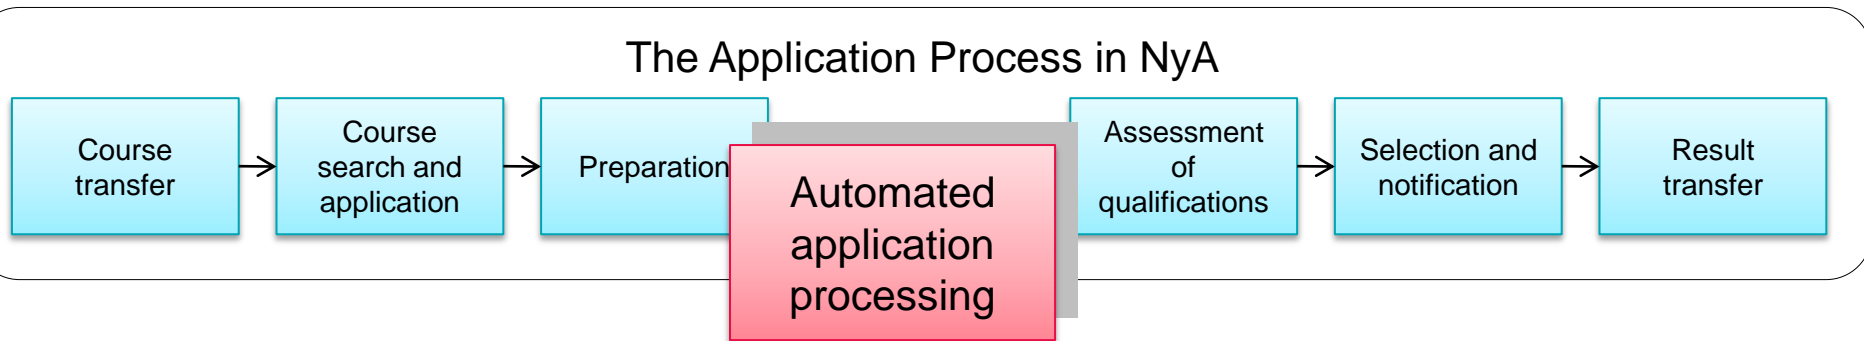 The Application Process in NyA
Course
transfer
Course
search and
application
Preparation
Automated
application
processing
Assessment
of
qualifications
Selection and
notification
Result
transfer